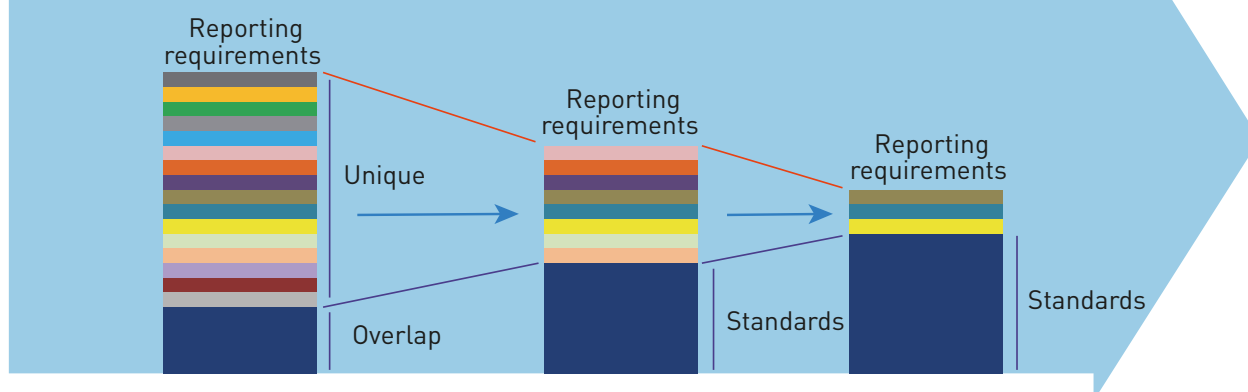 Reporting
requirements
Unique
Overlap
Reporting
requirements
Standards
Reporting
requirements
Standards